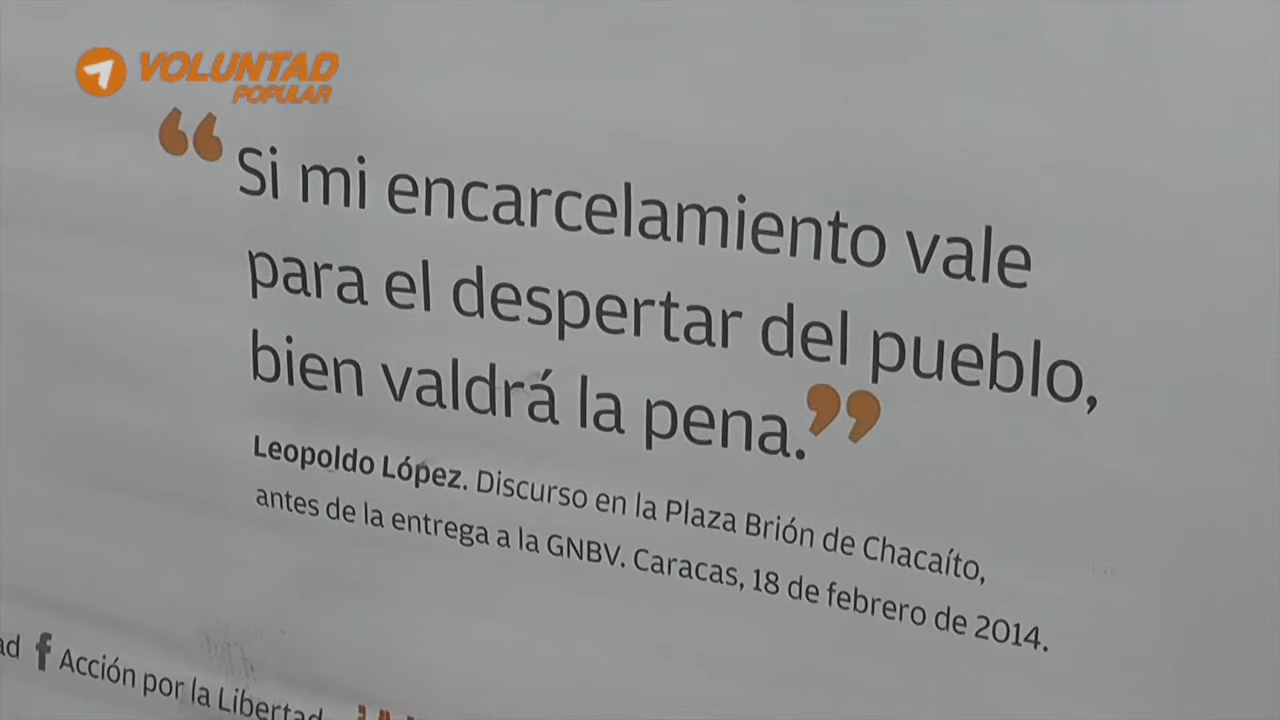 VOLUNTAD
POPULAR
“Si mi encarcelamiento vale
para el despertar del pueblo,
bien valdrá la pena.”
Leopoldo López. Discurso en la Plaza Brión de Chacaíto,
antes de la entrega a la GNBV. Caracas, 18 de febrero de 2014.
f Acción por la Libertad